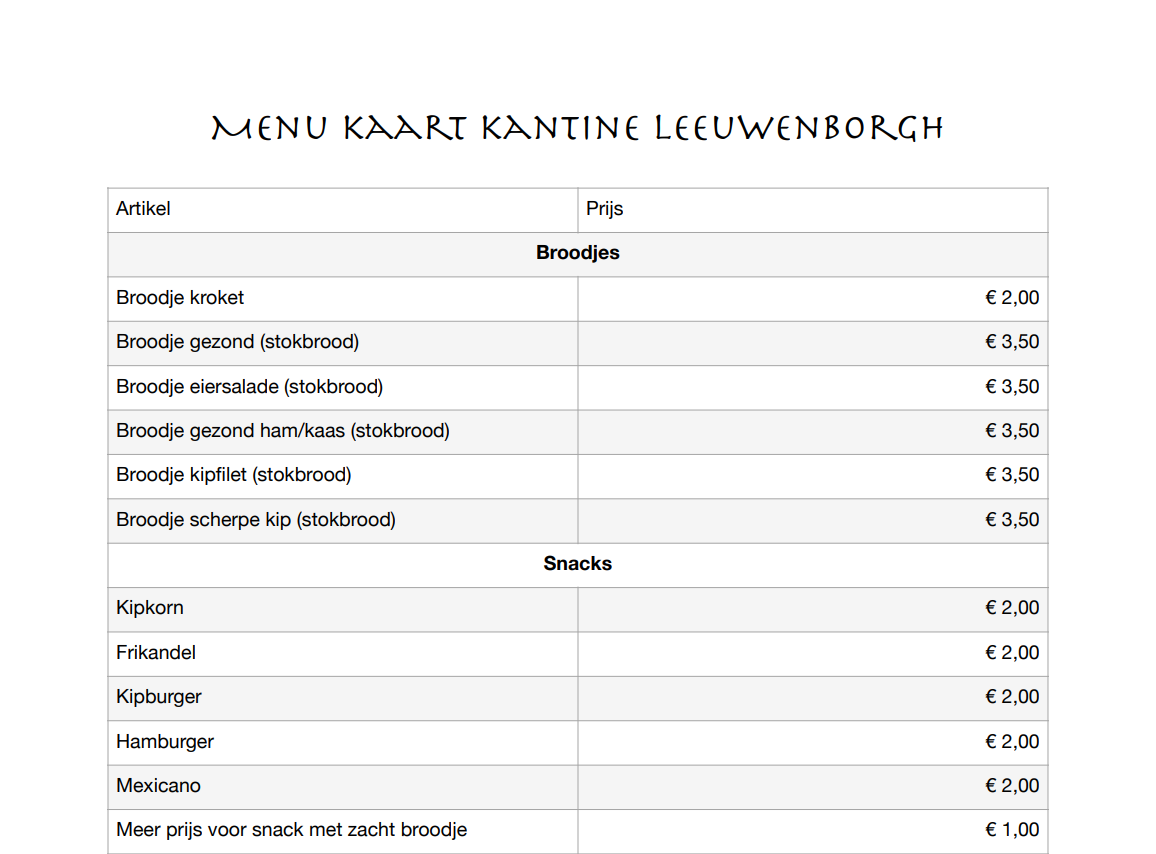 Menu kaart kantine Leeuwenborgh
Artikel Prijs
Broodjes
Broodje kroket € 2,00
Broodje gezond (stokbrood) € 3,50
Broodje eiersalade (stokbrood) € 3,50
Broodje gezond ham/kaas (stokbrood) € 3,50
Broodje kipfilet (stokbrood) € 3,50
Broodje scherpe kip (stokbrood) € 3,50
Snacks
Kipkorn € 2,00
Frikandel € 2,00
Kipburger € 2,00
Hamburger € 2,00
Mexicano € 2,00
Meer prijs voor snack met zacht broodje € 1,00